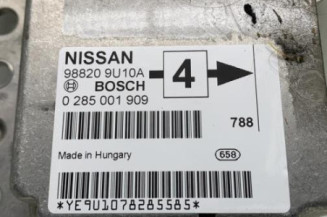 NISSAN
98820 9U10A
4
BOSCH
0 285 001 909
788
Made in Hungary
658
*YE9U1078285585*